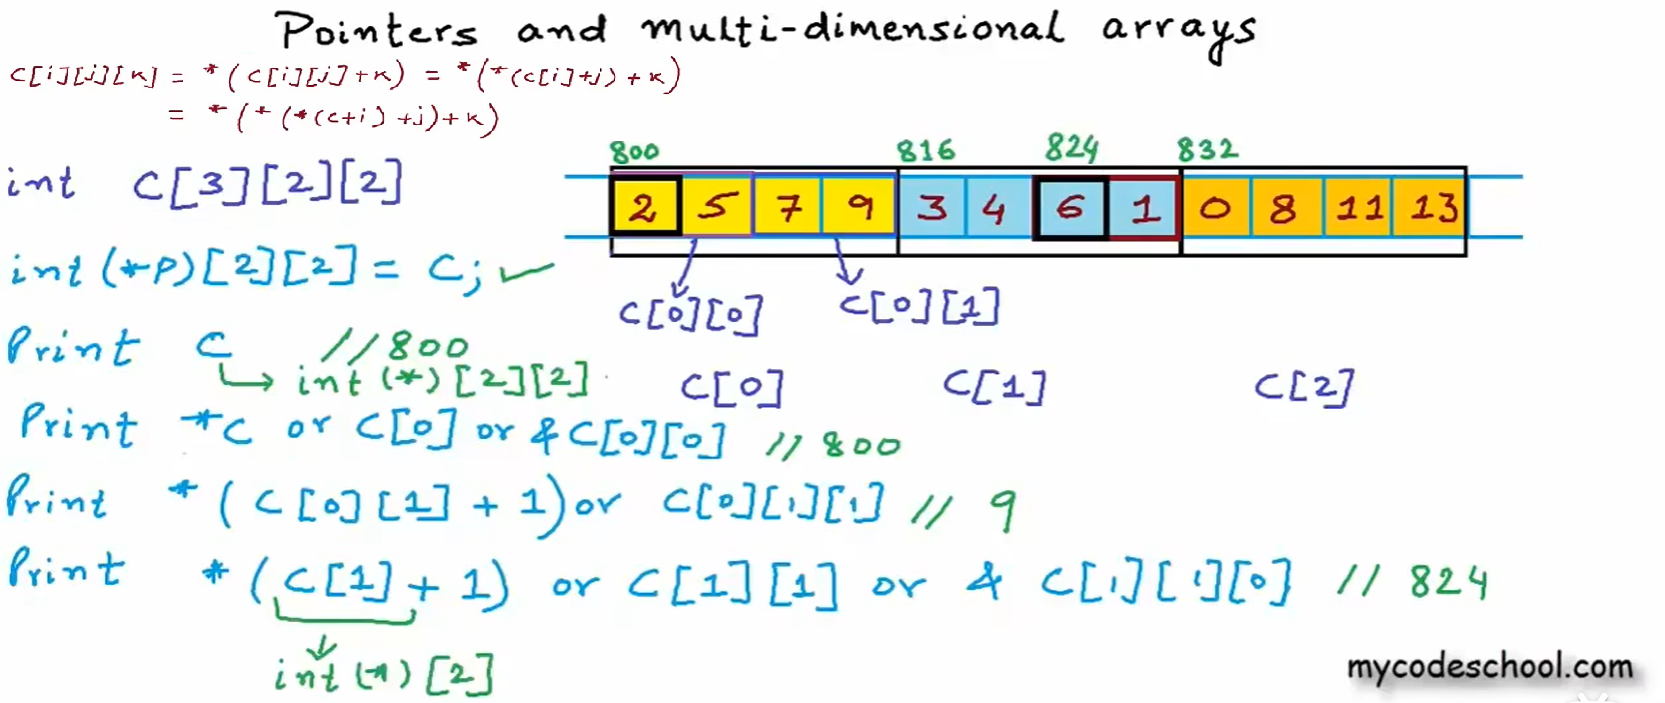 Pointers and multi-dimensional arrays
C[i][j][k] = *(C[i][j]+k) = *(*(C[i]+j)+k)
= *(*(*(C+i)+j)+k)
int C[3][2][2]
800 816 824 832
2 5 7 9 3 4 6 1 0 8 11 13
int (*P)[2][2] = C;
C[0][0] C[0][1]
Print C //800
int (*)[2][2]
C[0] C[1] C[2]
Print *C or C[0] or &C[0][0] //800
Print *(C[0][1]+1) or C[0][1][1] // 9
Print *(C[1]+1) or C[1][1] or & C[1][1][0] // 824
int (*)[2]
mycodeschool.com